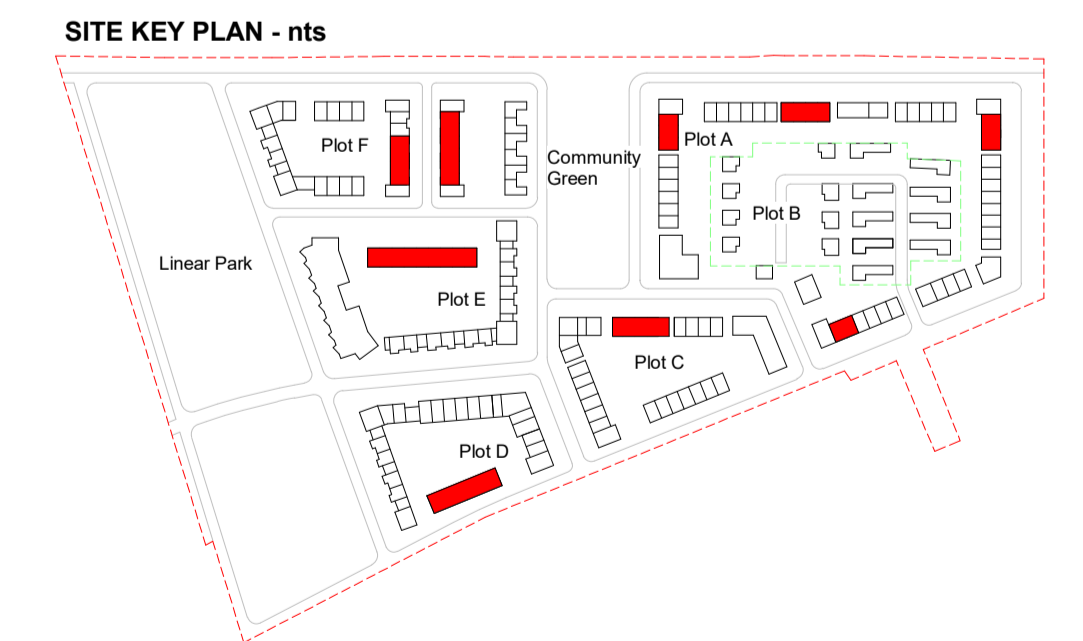 SITE KEY PLAN - nts
Plot F
Community
Green
Plot A
Plot B
Linear Park
Plot E
Plot C
Plot D